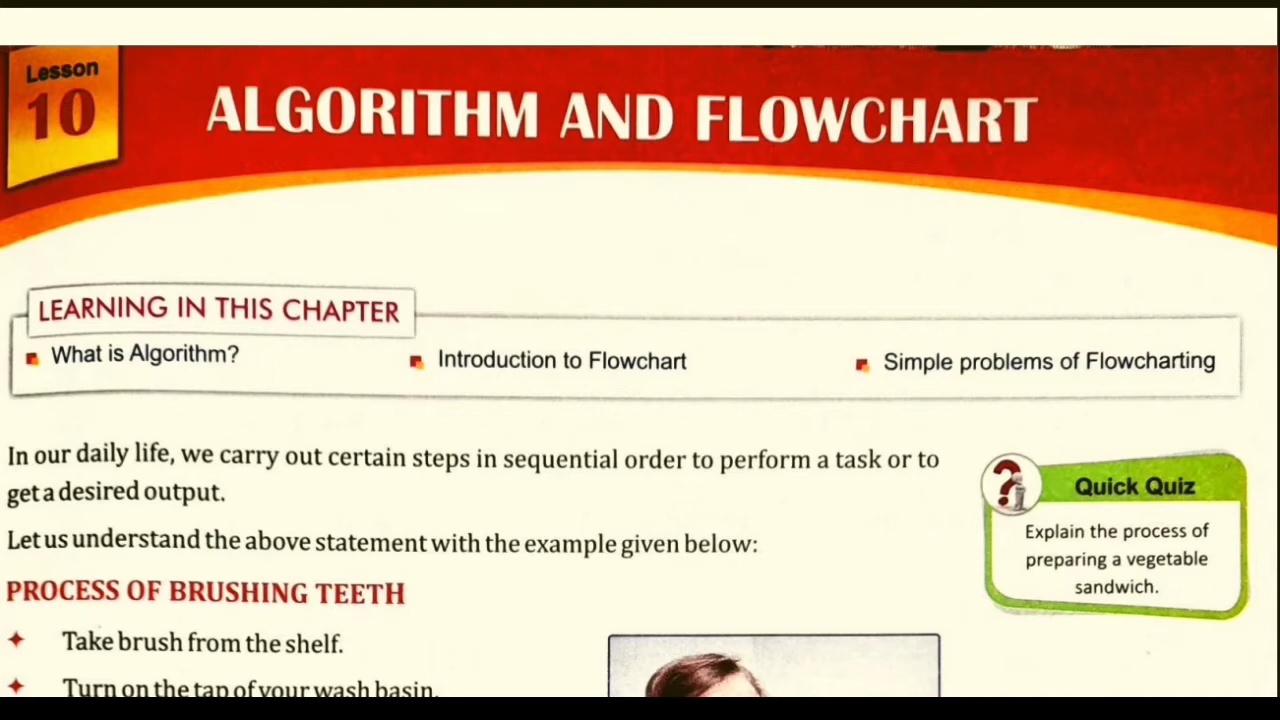 Lesson
10
ALGORITHM AND FLOWCHART
LEARNING IN THIS CHAPTER
What is Algorithm?
Introduction to Flowchart
Simple problems of Flowcharting
In our daily life, we carry out certain steps in sequential order to perform a task or to
get a desired output.
Let us understand the above statement with the example given below:
PROCESS OF BRUSHING TEETH
Take brush from the shelf.
Turn on the tap of your wash basin.
Quick Quiz
Explain the process of
preparing a vegetable
sandwich.